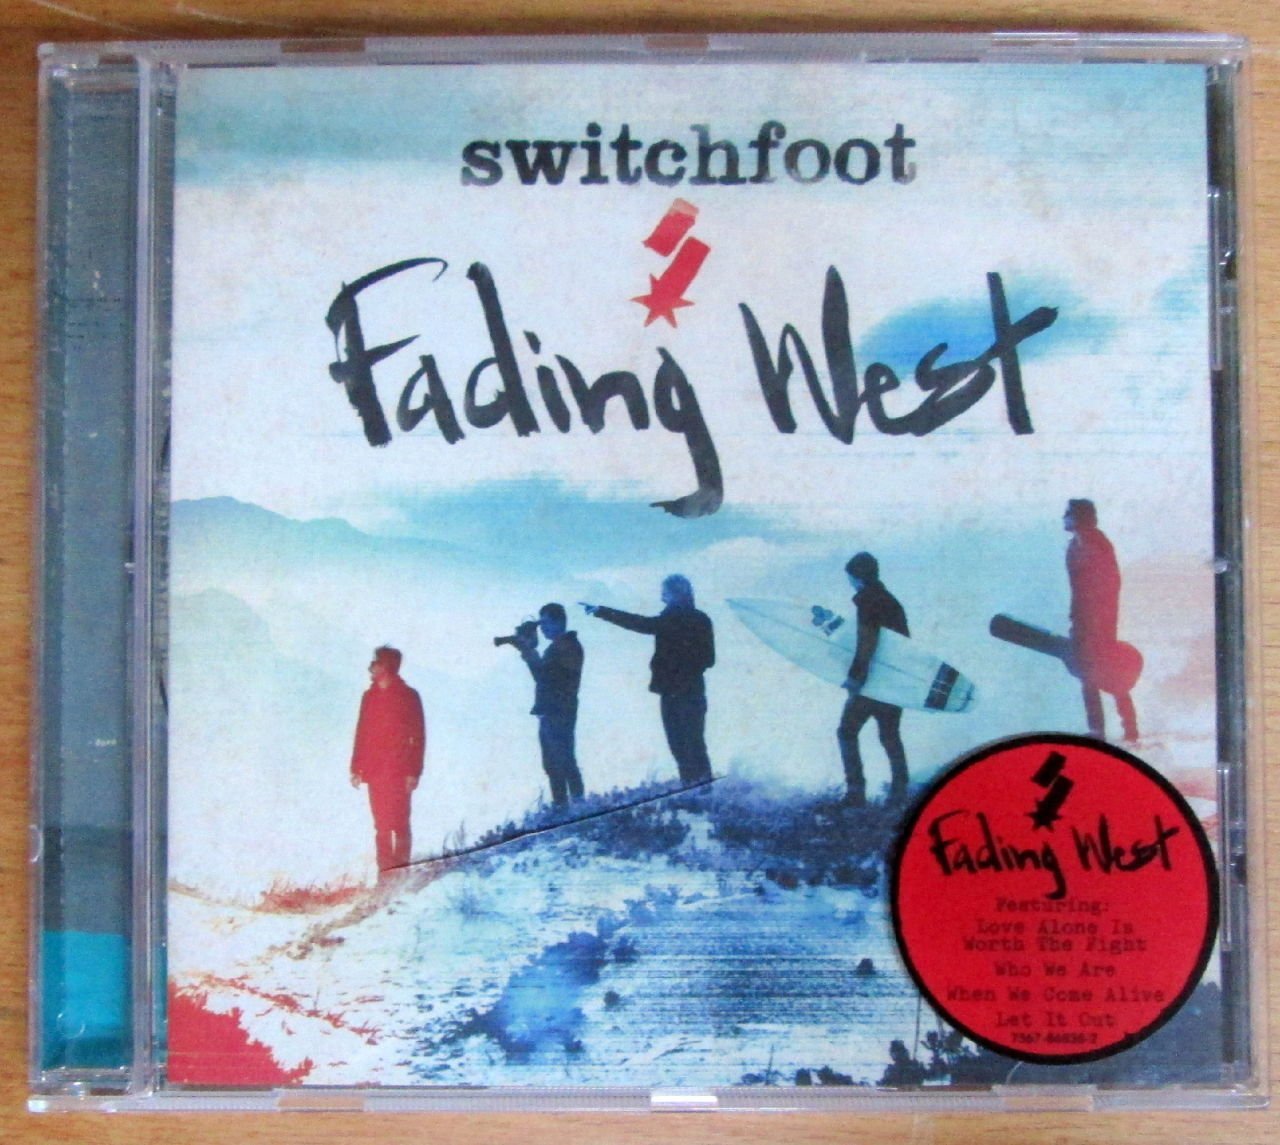 switchfoot
Fading West
Fading West
Featuring:
Love Alone Is
Worth The Fight
Who We Are
When We Come Alive
Let It Out